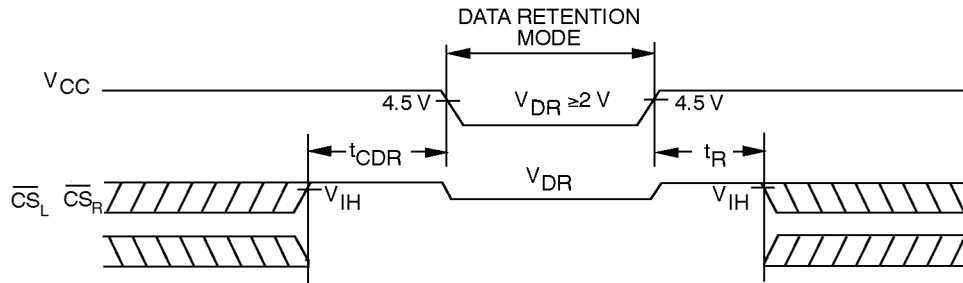 DATA RETENTION
MODE
VCC
4.5 V
VDR ≥2 V
4.5 V
tCDR
tR
CSL CSR
VIH
VDR
VIH